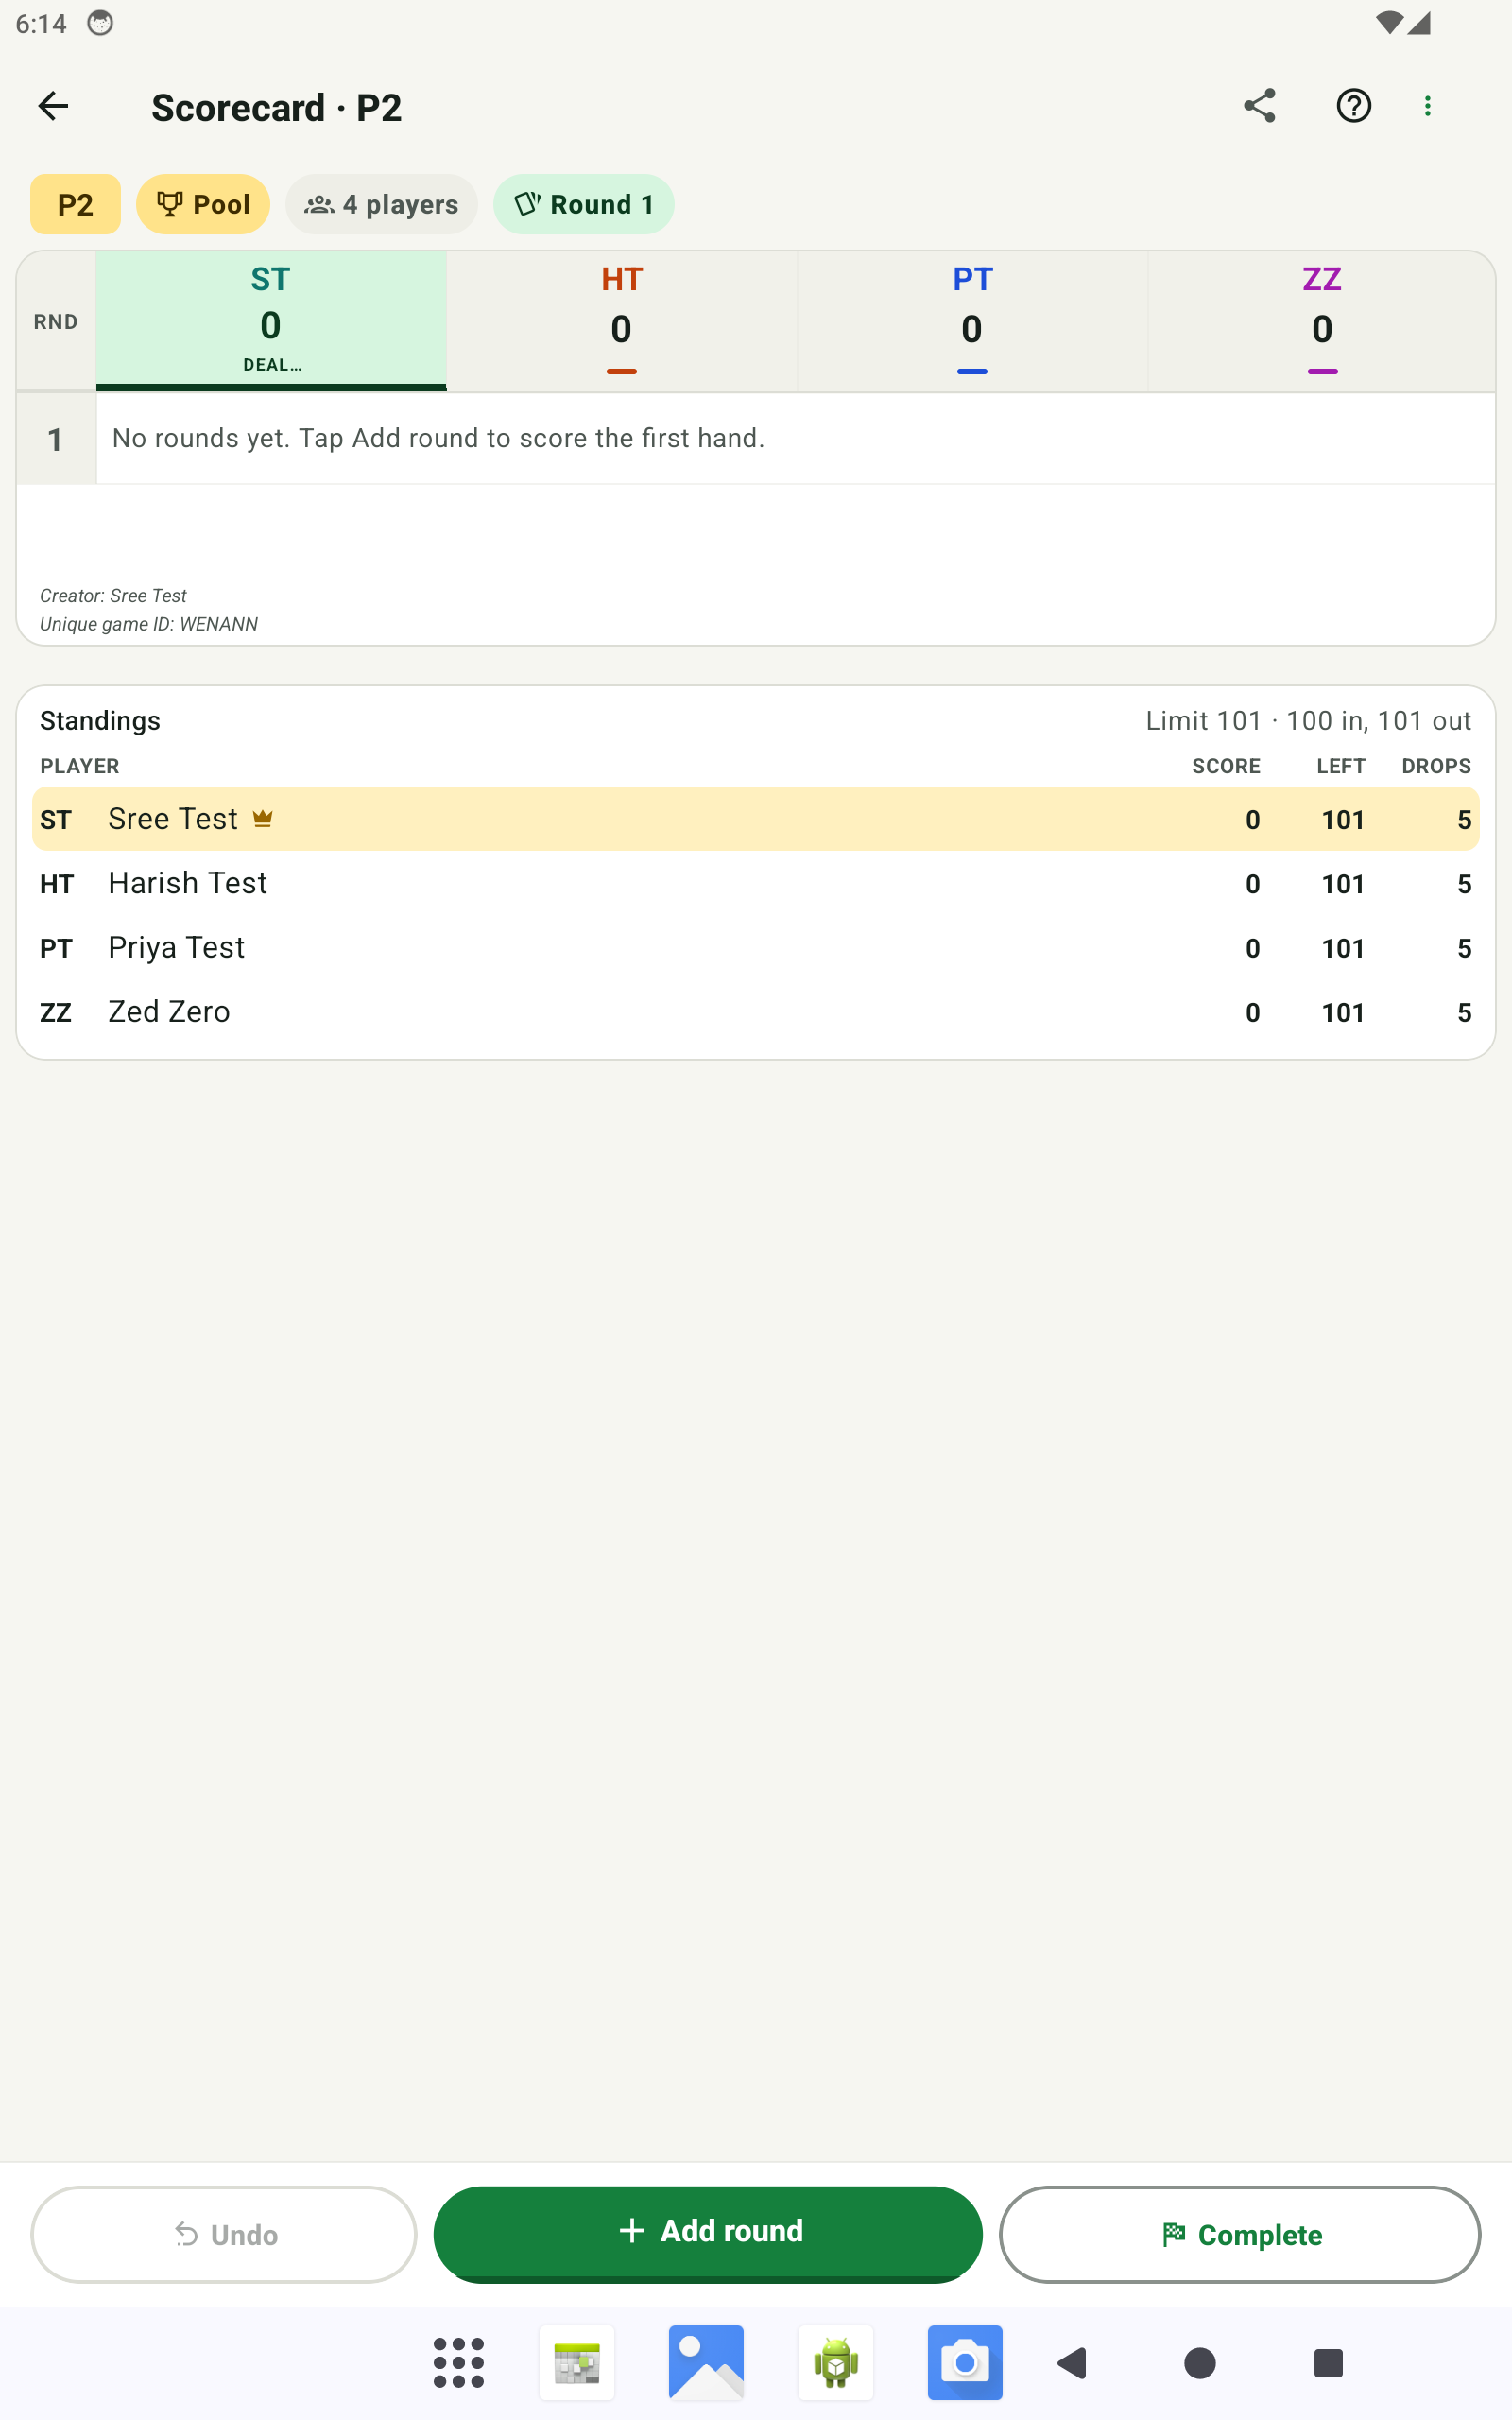 6:14
Scorecard · P2
P2 Pool 4 players Round 1
RND ST HT PT ZZ
0 0 0 0
DEAL…
1 No rounds yet. Tap Add round to score the first hand.
Creator: Sree Test
Unique game ID: WENANN
Standings Limit 101 · 100 in, 101 out
PLAYER SCORE LEFT DROPS
ST Sree Test 0 101 5
HT Harish Test 0 101 5
PT Priya Test 0 101 5
ZZ Zed Zero 0 101 5
Undo + Add round Complete